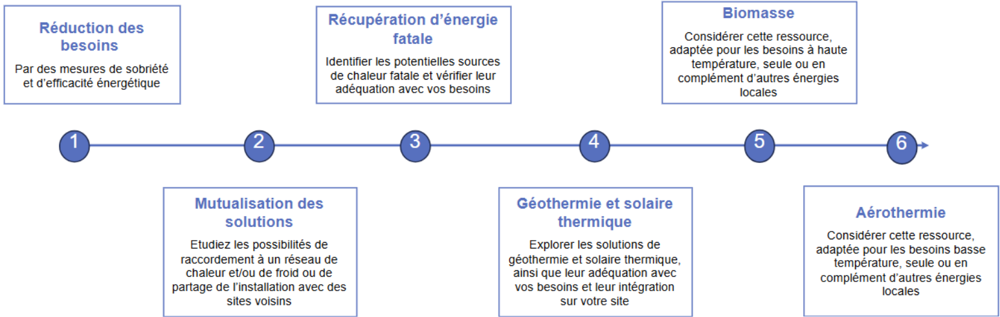 Réduction des
besoins
Par des mesures de sobriété
et d'efficacité énergétique
Récupération d'énergie
fatale
Identifier les potentielles sources
de chaleur fatale et vérifier leur
adéquation avec vos besoins
Biomasse
Considérer cette ressource,
adaptée pour les besoins à haute
température, seule ou en
complément d'autres énergies
locales
1
2
3
4
5
6
Mutualisation des
solutions
Etudiez les possibilités de
raccordement à un réseau de
chaleur et/ou de froid ou de
partage de l'installation avec des
sites voisins
Géothermie et solaire
thermique
Explorer les solutions de
géothermie et solaire thermique,
ainsi que leur adéquation avec
vos besoins et leur intégration
sur votre site
Aérothermie
Considérer cette ressource,
adaptée pour les besoins basse
température, seule ou en
complément d'autres énergies
locales